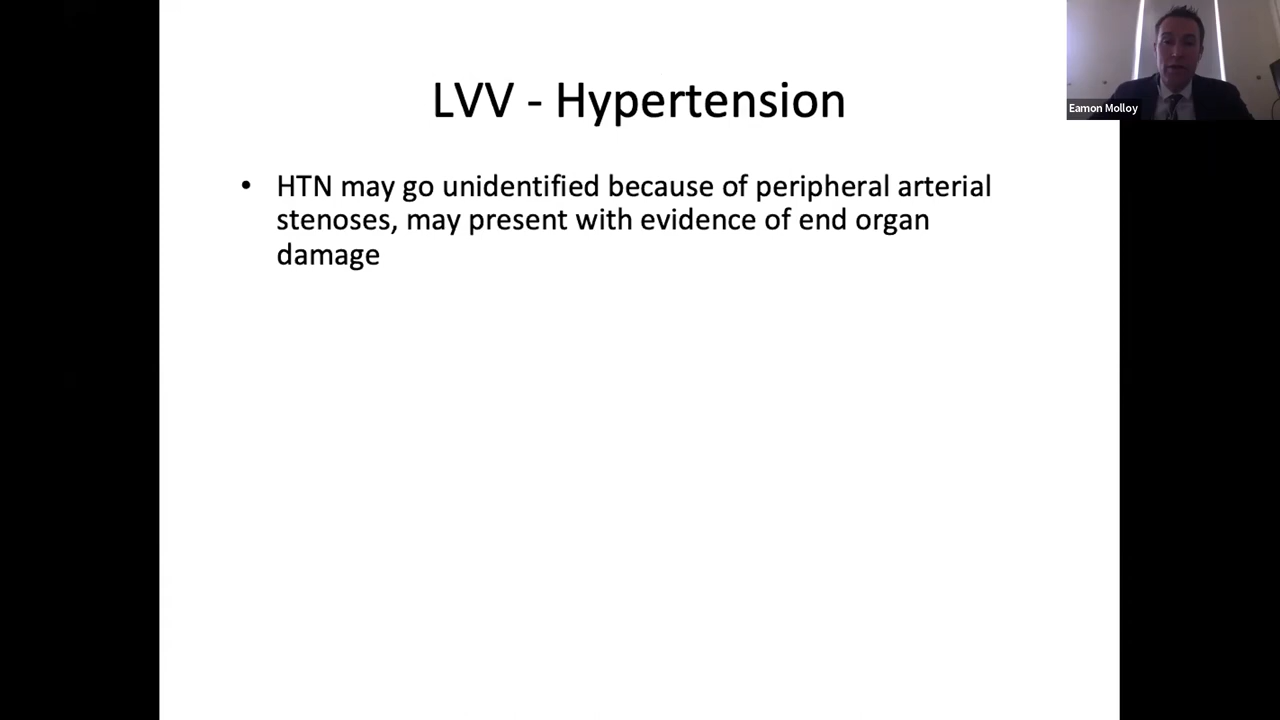 LVV - Hypertension
Eamon Molloy
• HTN may go unidentified because of peripheral arterial
stenoses, may present with evidence of end organ
damage